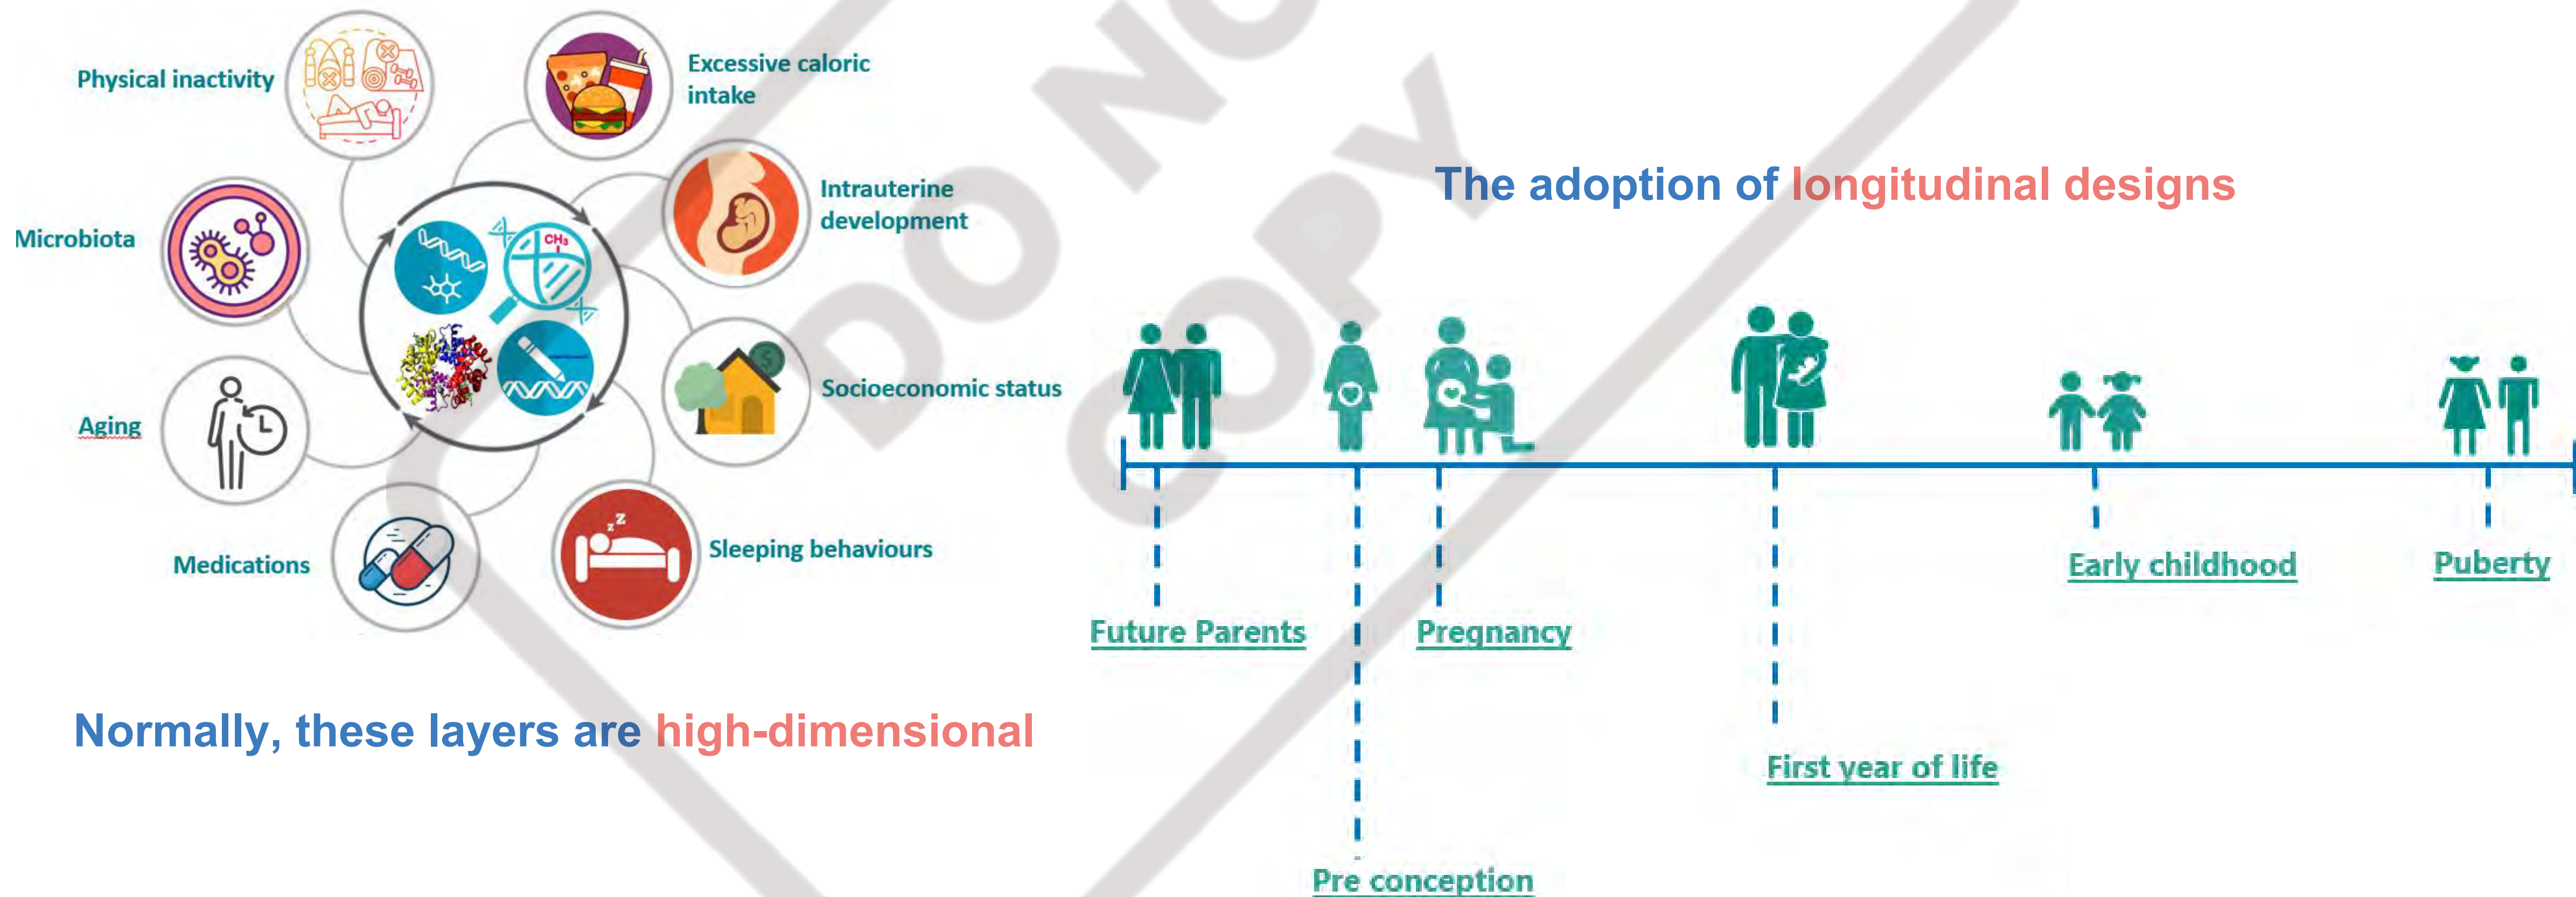 Physical inactivity
Excessive caloric
intake
Intrauterine
development
Microbiota
CH₃
$
Socioeconomic status
Aging
Medications
z z
Sleeping behaviours
Normally, these layers are high-dimensional
The adoption of longitudinal designs
Future Parents
Pre conception
Pregnancy
First year of life
Early childhood
Puberty
DO NO
COPY